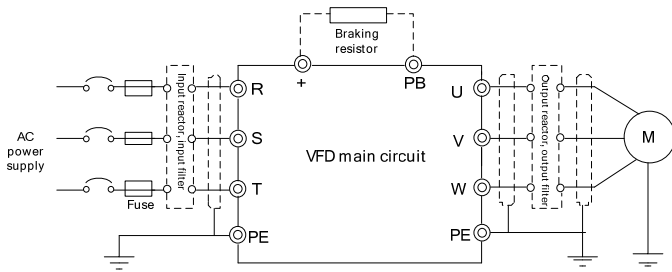 Braking
resistor
+
PB
Input reactor, input filter
R
U
Output reactor, output filter
AC
power
supply
S
VFD main circuit
V
M
T
W
Fuse
PE
PE